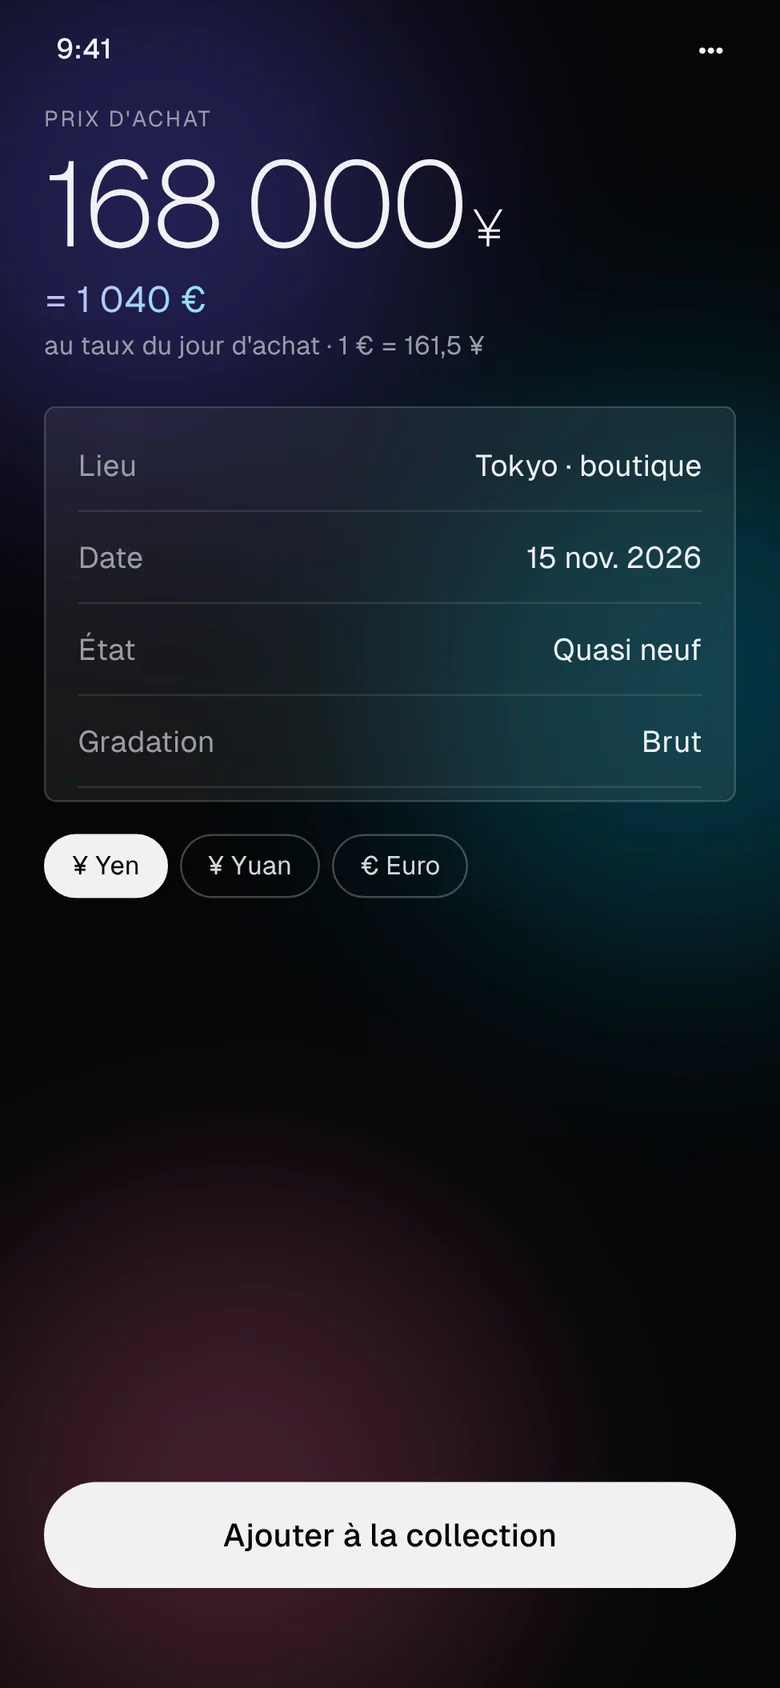 9:41
PRIX D'ACHAT
168 000 ¥
= 1 040 €
au taux du jour d'achat · 1 € = 161,5 ¥
Lieu Tokyo · boutique
Date 15 nov. 2026
État Quasi neuf
Gradation Brut
¥ Yen ¥ Yuan € Euro
Ajouter à la collection